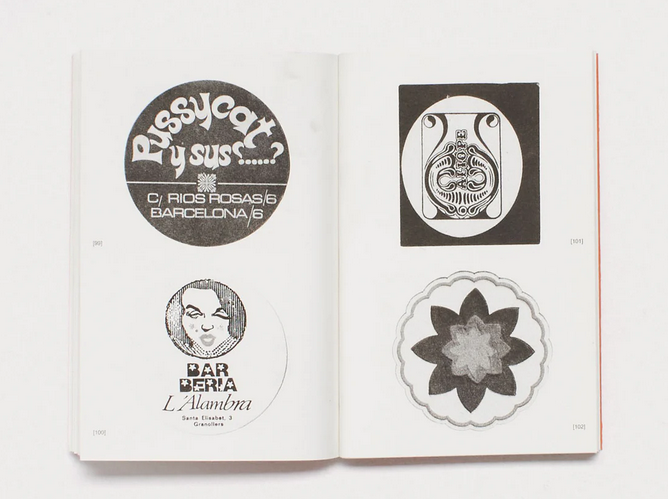 Pussycat
y sus......?
C/ RIOS ROSAS/6
BARCELONA/6
[99]
BAR
BERIA
L'Alambra
Santa Elisabet, 3
Granollers
[100]
[101]
[102]